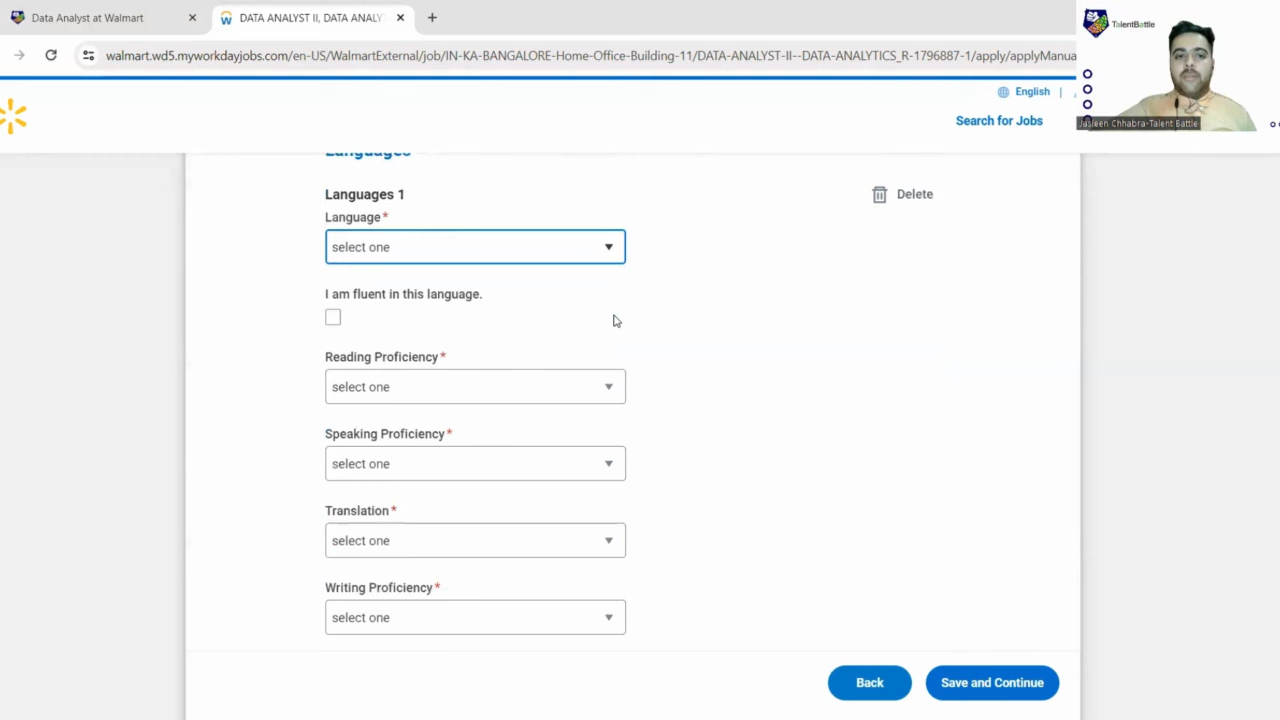 Data Analyst at Walmart
DATA ANALYST II, DATA ANALY
walmart.wd5.myworkdayjobs.com/en-US/WalmartExternal/job/IN-KA-BANGALORE-Home-Office-Building-11/DATA-ANALYST-II--DATA-ANALYTICS_R-1796887-1/apply/applyManua
TalentBattle
Jasleen Chhabra-Talent Battle
English |
Search for Jobs
Languages
Languages 1
Delete
Language*
select one
I am fluent in this language.
Reading Proficiency*
select one
Speaking Proficiency*
select one
Translation*
select one
Writing Proficiency*
select one
Back
Save and Continue